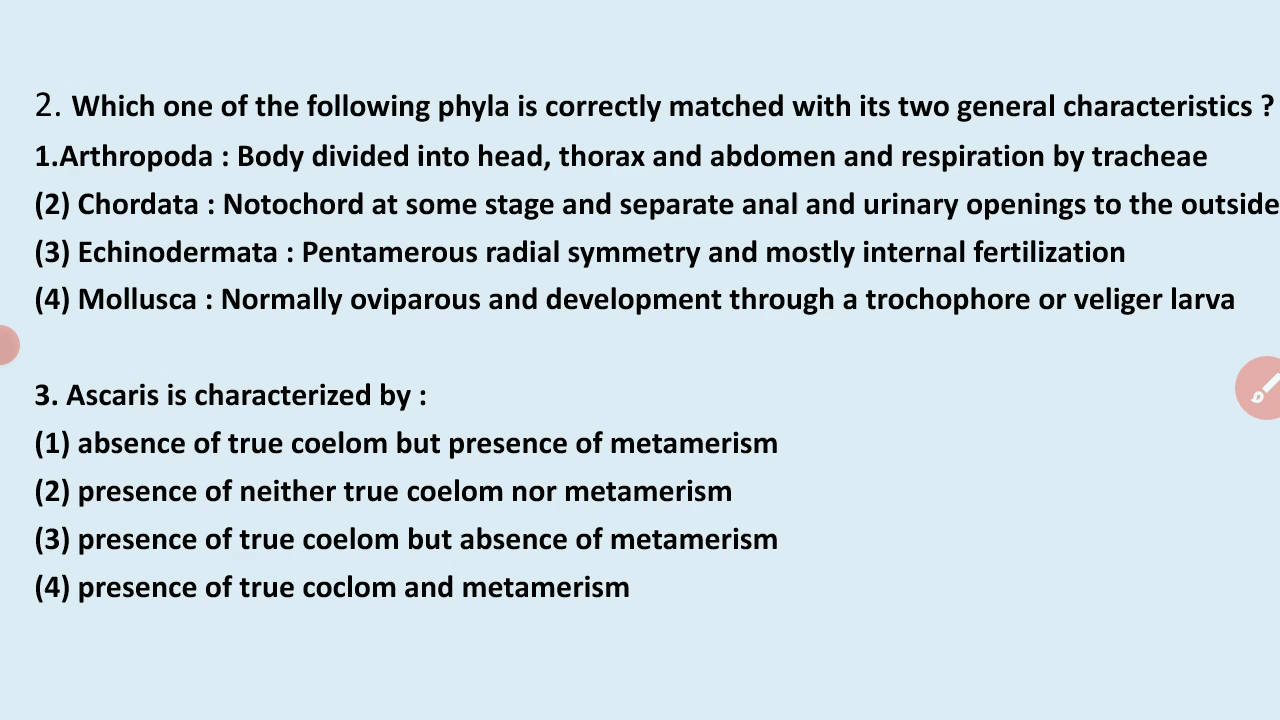 2. Which one of the following phyla is correctly matched with its two general characteristics ?
1.Arthropoda : Body divided into head, thorax and abdomen and respiration by tracheae
(2) Chordata : Notochord at some stage and separate anal and urinary openings to the outside
(3) Echinodermata : Pentamerous radial symmetry and mostly internal fertilization
(4) Mollusca : Normally oviparous and development through a trochophore or veliger larva
3. Ascaris is characterized by :
(1) absence of true coelom but presence of metamerism
(2) presence of neither true coelom nor metamerism
(3) presence of true coelom but absence of metamerism
(4) presence of true coclom and metamerism